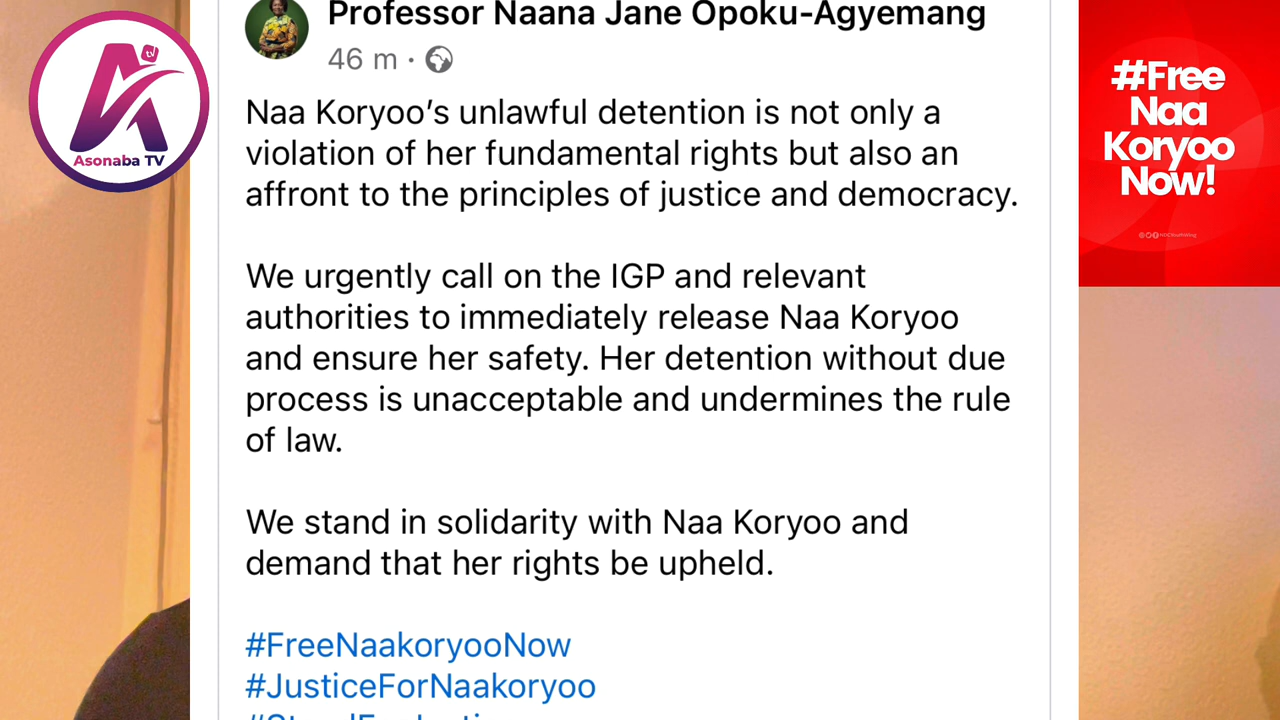 Professor Naana Jane Opoku-Agyemang
46 m ·
Naa Koryoo’s unlawful detention is not only a
violation of her fundamental rights but also an
affront to the principles of justice and democracy.
We urgently call on the IGP and relevant
authorities to immediately release Naa Koryoo
and ensure her safety. Her detention without due
process is unacceptable and undermines the rule
of law.
We stand in solidarity with Naa Koryoo and
demand that her rights be upheld.
#FreeNaakoryooNow
#JusticeForNaakoryoo
tv
Asonaba TV
#Free
Naa
Koryoo
Now!